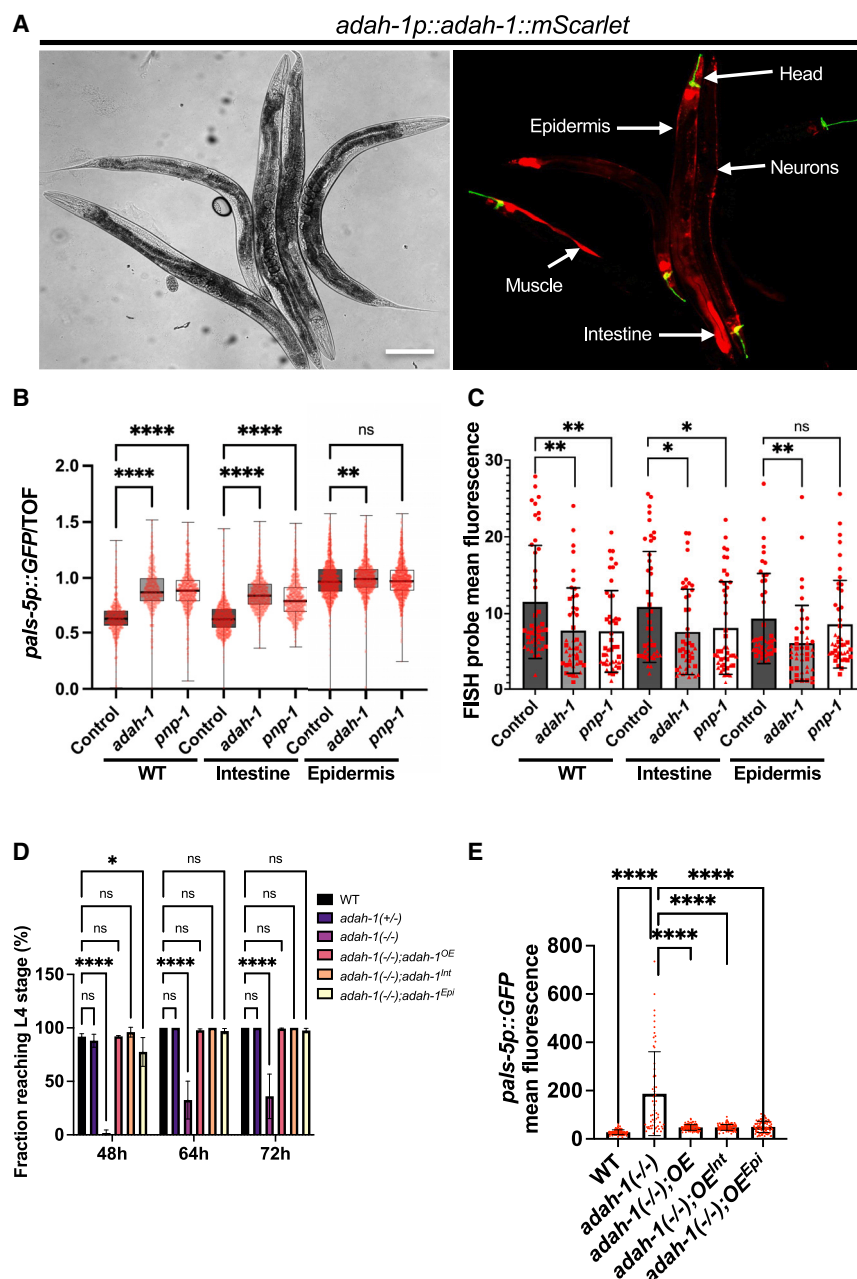 A
adah-1p::adah-1::mScarlet
Head
Epidermis
Neurons
Muscle
Intestine
B
pals-5p::GFP/TOF
2.0
1.5
1.0
0.5
0.0
****
****
****
****
**
ns
Control
adah-1
pnp-1
Control
adah-1
pnp-1
Control
adah-1
pnp-1
WT
Intestine
Epidermis
C
FISH probe mean fluorescence
30
20
10
0
**
**
*
*
ns
**
Control
adah-1
pnp-1
Control
adah-1
pnp-1
Control
adah-1
pnp-1
WT
Intestine
Epidermis
D
Fraction reaching L4 stage (%)
150
100
50
0
*
ns
ns
****
ns
ns
ns
ns
****
ns
ns
ns
ns
****
ns
48h
64h
72h
WT
adah-1(+/-)
adah-1(-/-)
adah-1(-/-);adah-1OE
adah-1(-/-);adah-1Int
adah-1(-/-);adah-1Epi
E
pals-5p::GFP
mean fluorescence
800
600
400
200
0
****
****
****
****
WT
adah-1(-/-)
adah-1(-/-);OE
adah-1(-/-);OEInt
adah-1(-/-);OEEpi